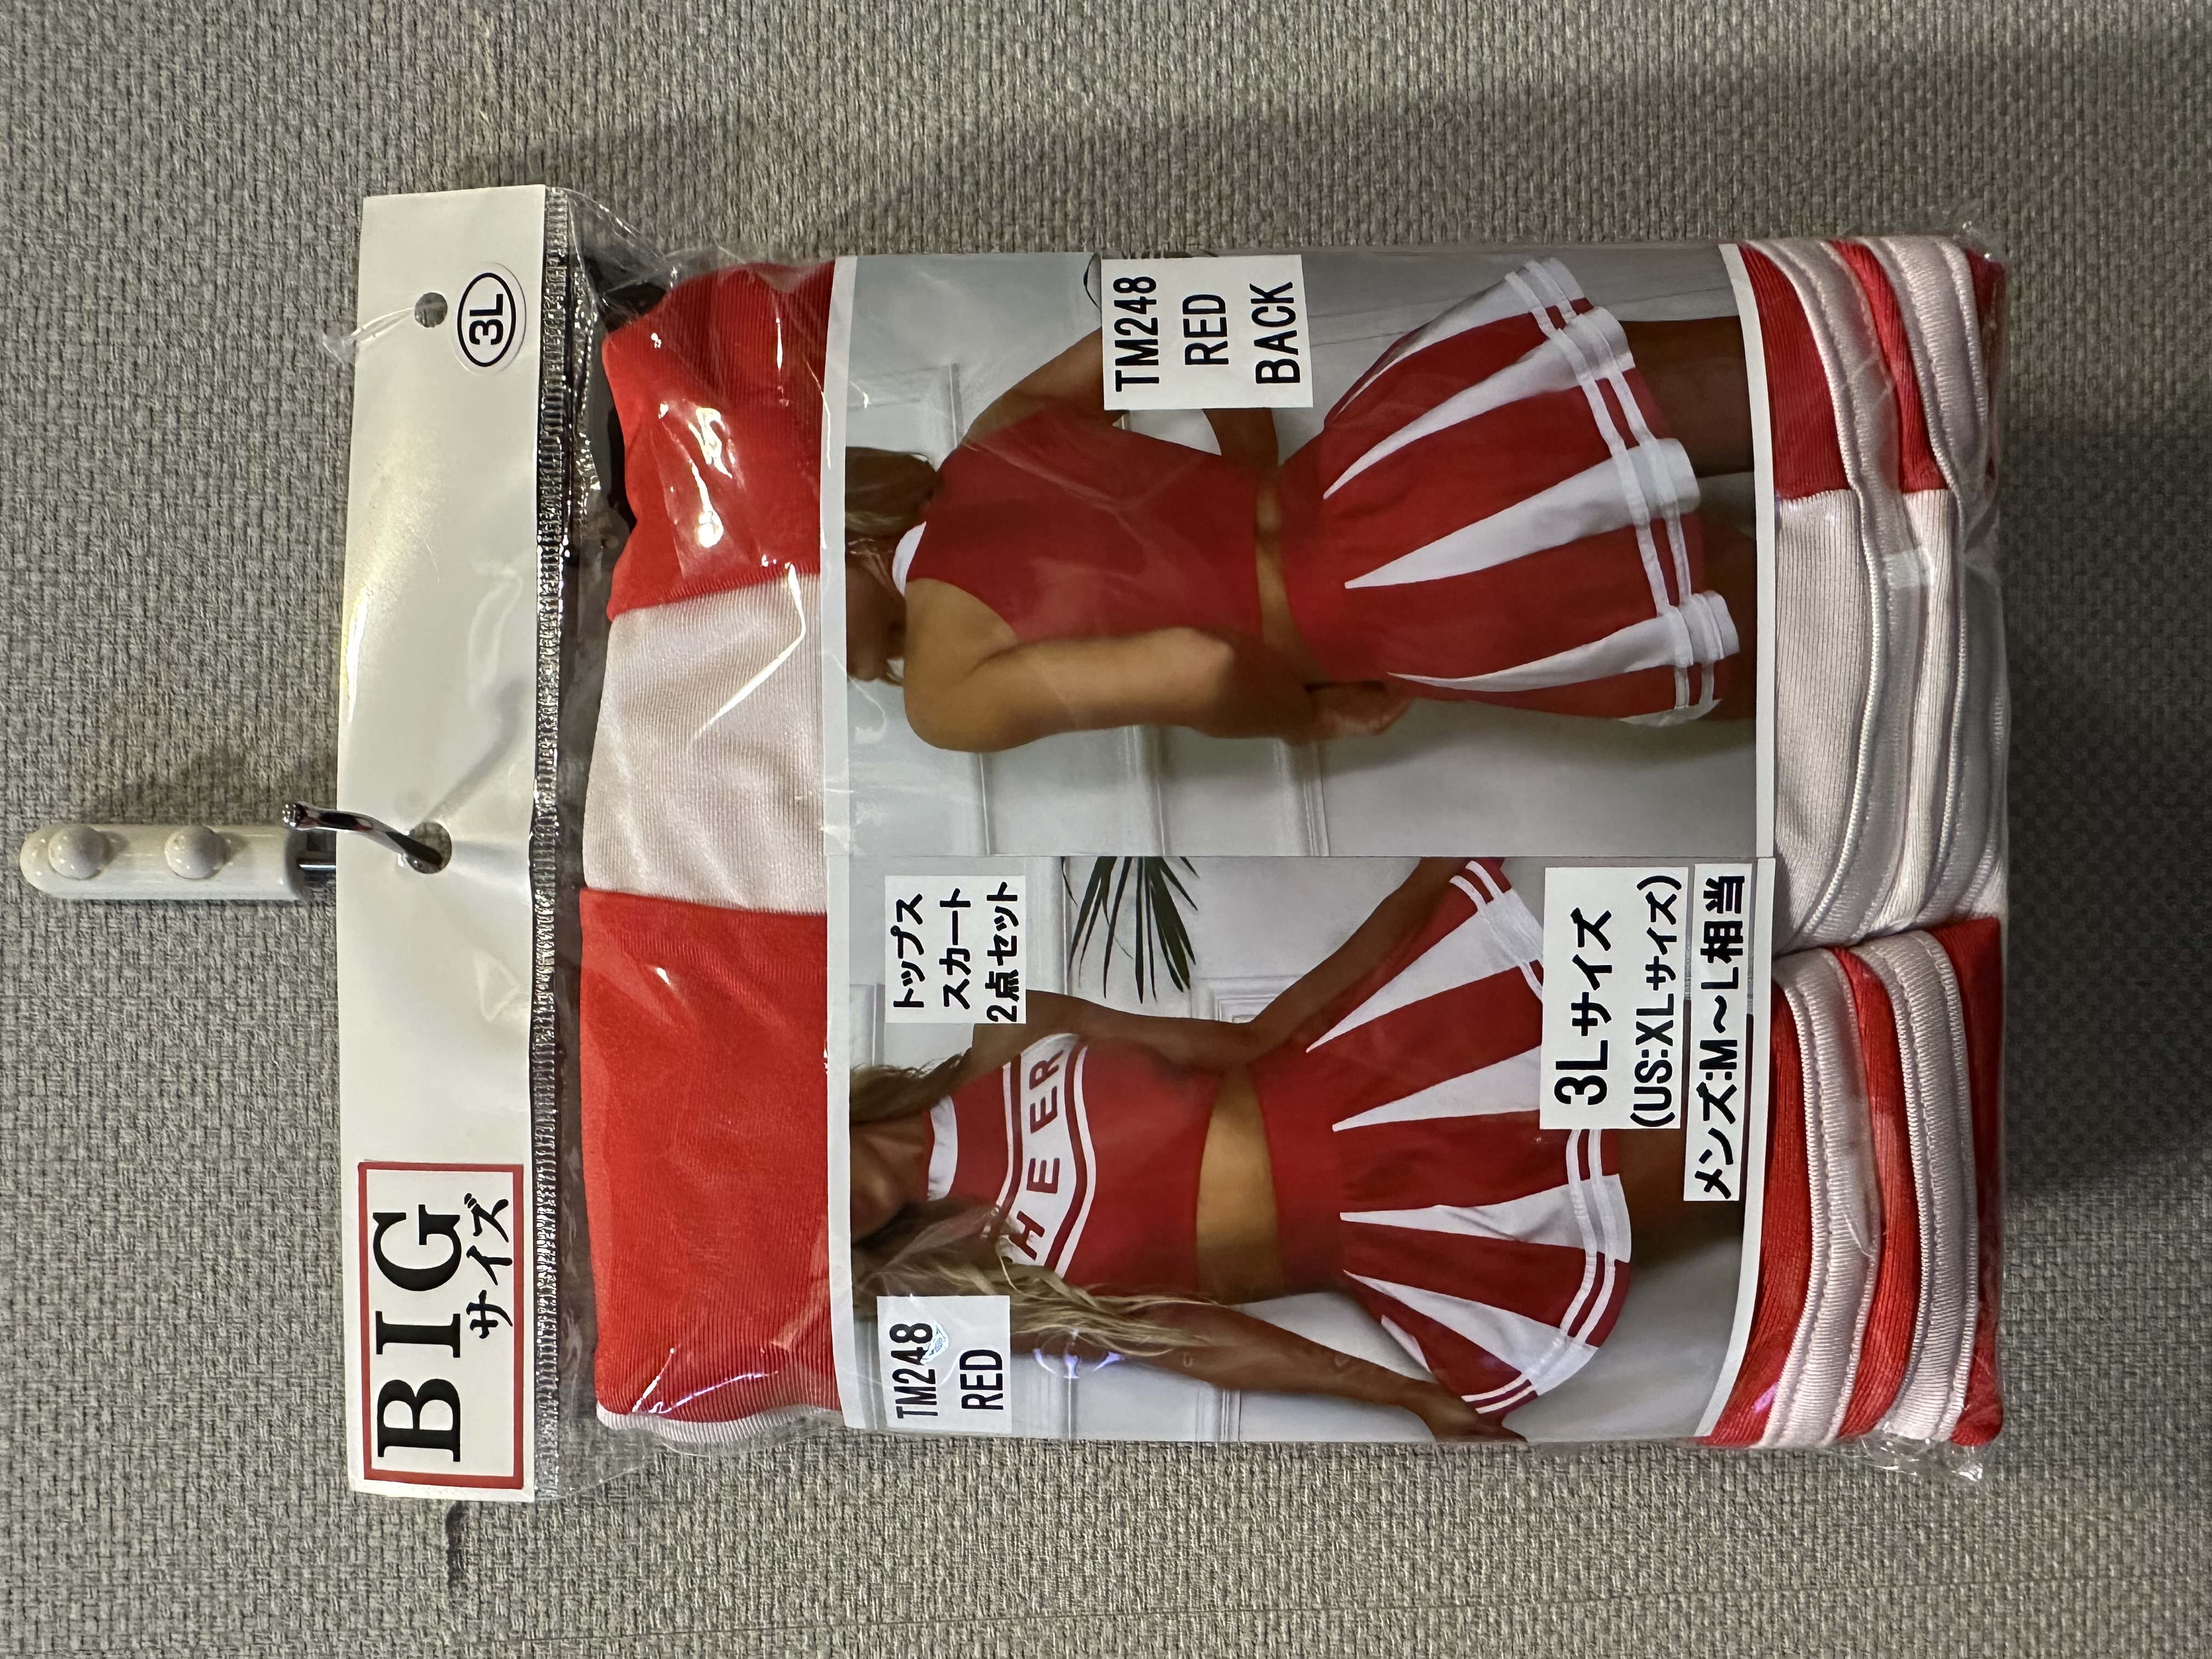 BIG
サイズ
3L
TM248
RED
トップス
スカート
2点セット
HEER
3Lサイズ
(US:XLサイズ)
メンズ:M～L相当
TM248
RED
BACK